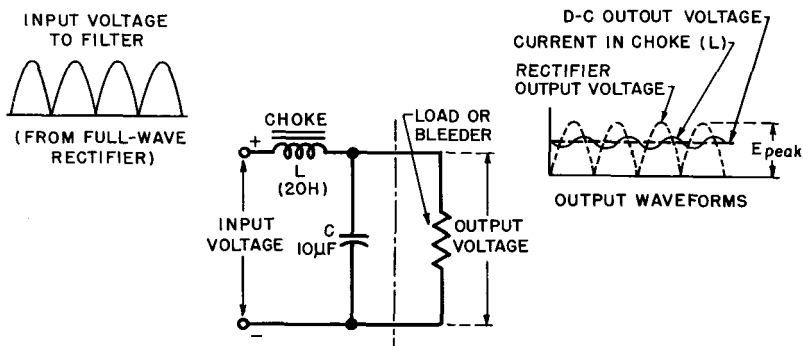 INPUT VOLTAGE
TO FILTER
(FROM FULL-WAVE
RECTIFIER)
CHOKE
+
L
(20H)
INPUT
VOLTAGE
C
10µF
-
LOAD OR
BLEEDER
OUTPUT
VOLTAGE
D-C OUTOUT VOLTAGE
CURRENT IN CHOKE (L)
RECTIFIER
OUTPUT VOLTAGE
Epeak
OUTPUT WAVEFORMS